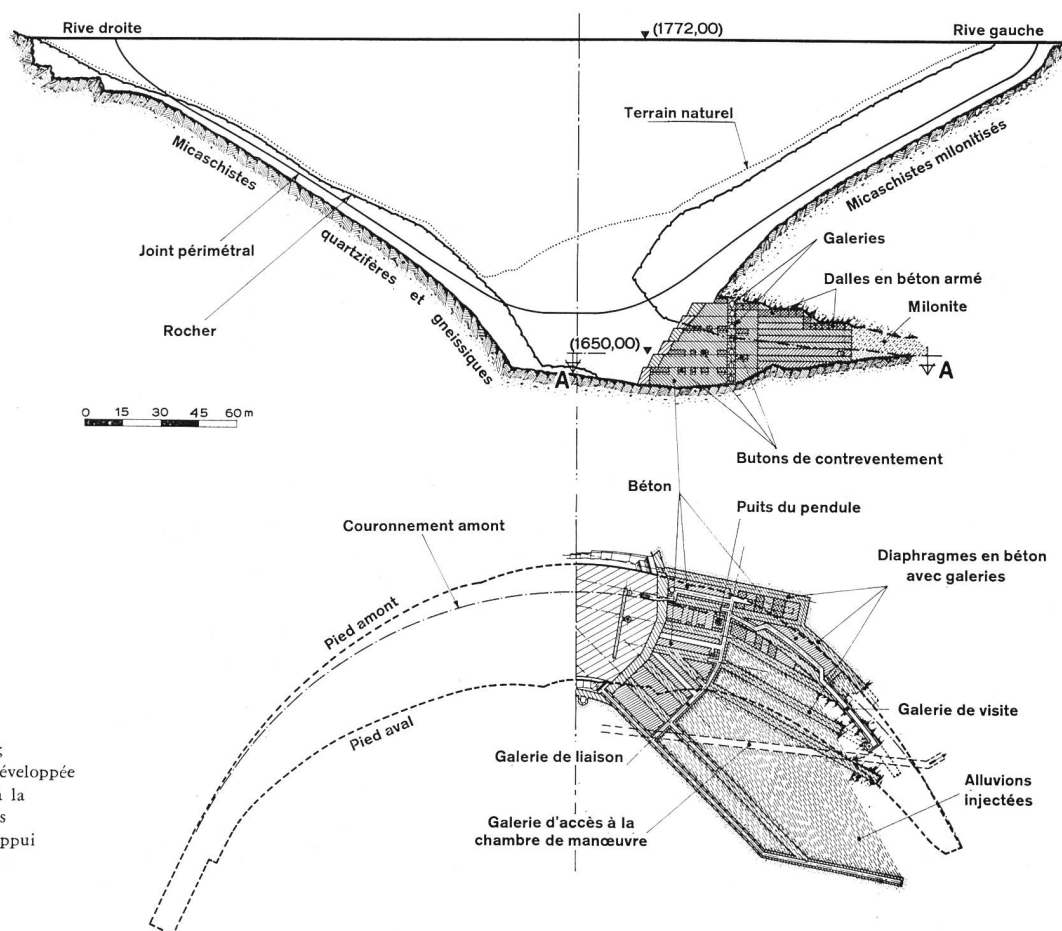 Rive droite
(1772,00)
Rive gauche
Terrain naturel
Micaschistes
quartzifères et gneissiques
Micaschistes milonitisés
Joint périmétral
Galeries
Dalles en béton armé
Milonite
Rocher
(1650,00)
A
A
0 15 30 45 60 m
Butons de contreventement
Béton
Puits du pendule
Couronnement amont
Diaphragmes en béton
avec galeries
Pied amont
Pied aval
Galerie de visite
Galerie de liaison
Alluvions
injectées
Galerie d'accès à la
chambre de manœuvre
éveloppée
à la
s
ppui